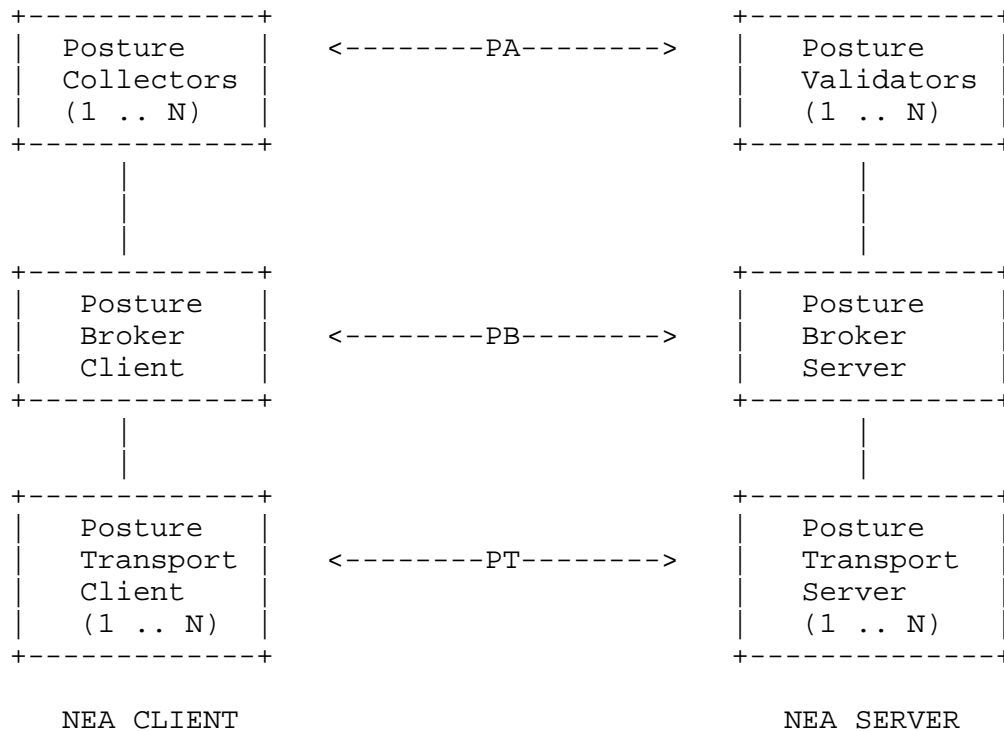 Posture <--------PA--------> Posture
Collectors Validators
(1 .. N) (1 .. N)
Posture Posture
Broker <--------PB--------> Broker
Client Server
Posture Posture
Transport <--------PT--------> Transport
Client Server
(1 .. N) (1 .. N)
NEA CLIENT NEA SERVER